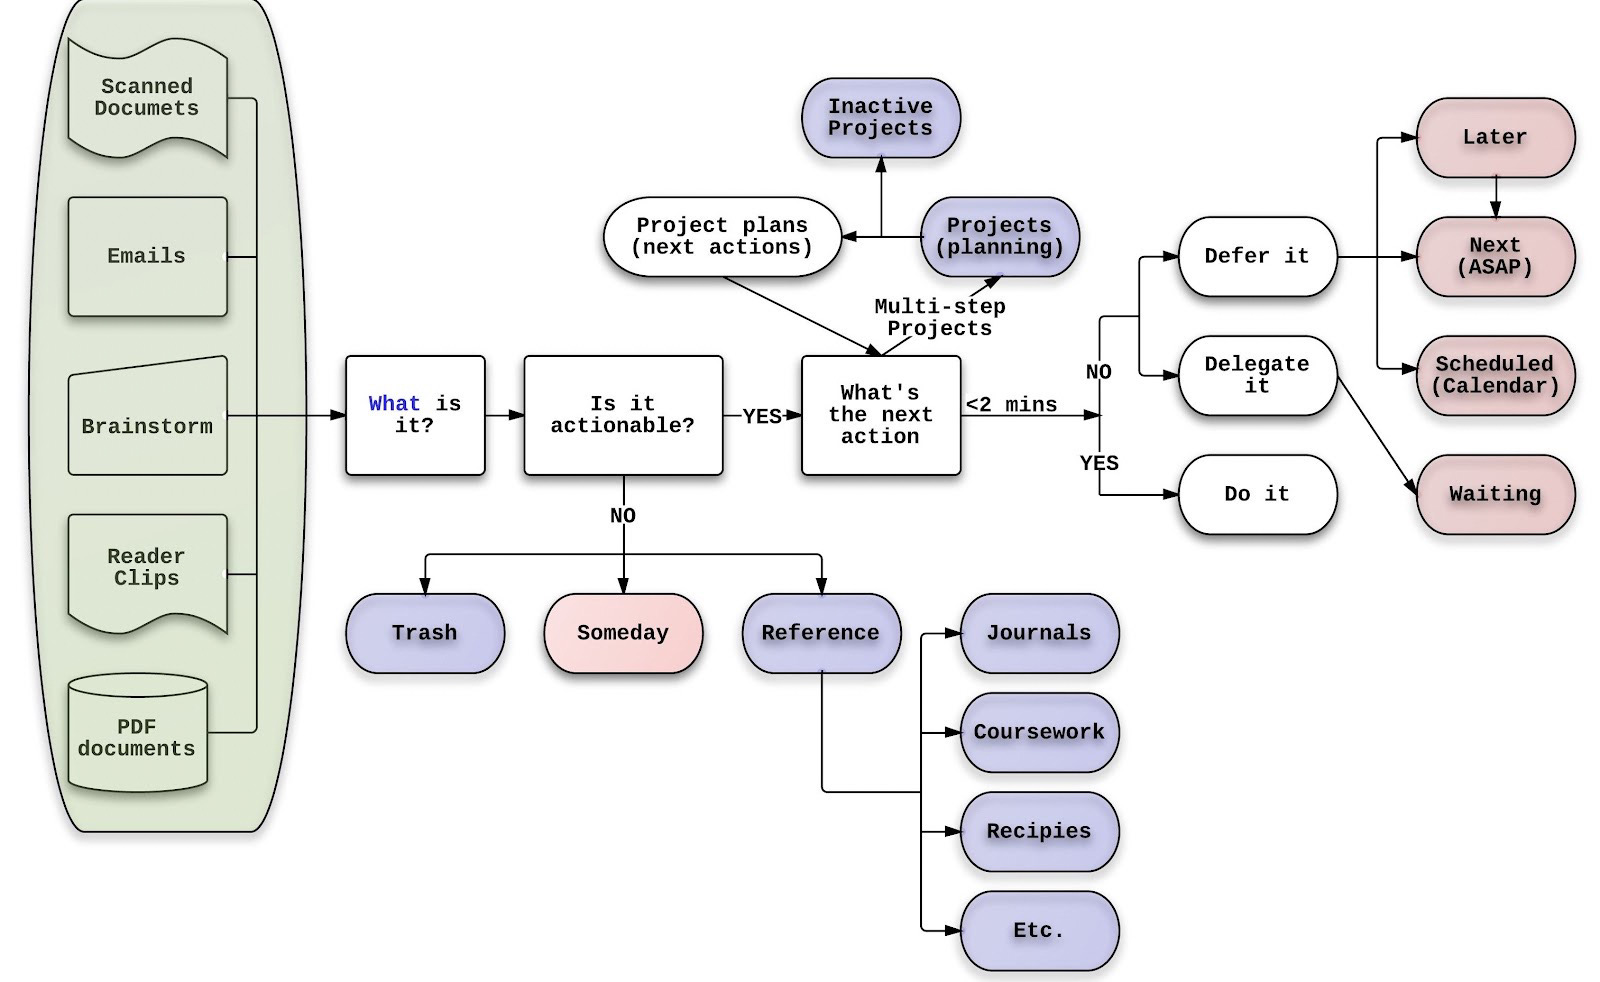 Scanned
Documets
Emails
Brainstorm
Reader
Clips
PDF
documents
What is
it?
Is it
actionable?
YES
NO
Trash
Someday
Reference
Journals
Coursework
Recipies
Etc.
What's
the next
action
Multi-step
Projects
Projects
(planning)
Project plans
(next actions)
Inactive
Projects
<2 mins
NO
YES
Defer it
Delegate
it
Do it
Later
Next
(ASAP)
Scheduled
(Calendar)
Waiting